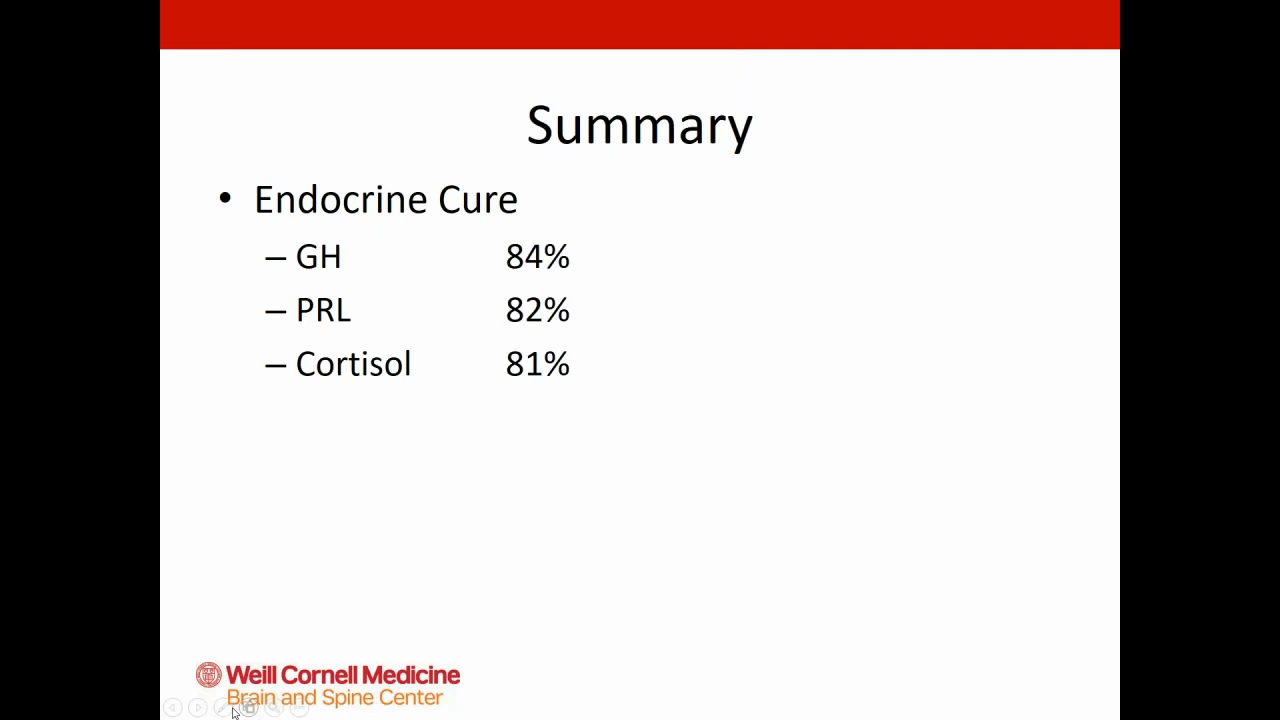 Summary
• Endocrine Cure
– GH 84%
– PRL 82%
– Cortisol 81%
Weill Cornell Medicine
Brain and Spine Center